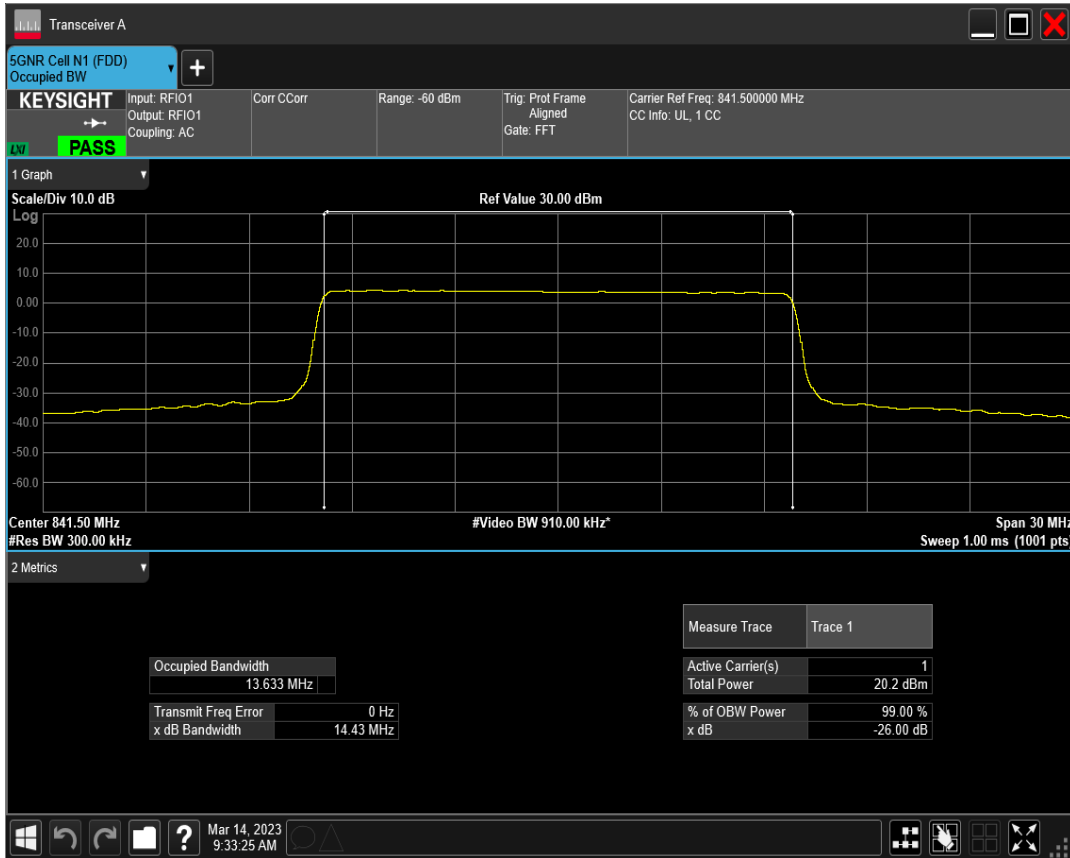 Transceiver A
5GNR Cell N1 (FDD)
Occupied BW
+
KEYSIGHT
LXI
PASS
Input: RFIO1
Output: RFIO1
Coupling: AC
Corr CCorr
Range: -60 dBm
Trig: Prot Frame
Aligned
Gate: FFT
Carrier Ref Freq: 841.500000 MHz
CC Info: UL, 1 CC
1 Graph
Scale/Div 10.0 dB
Ref Value 30.00 dBm
Log
20.0
10.0
0.00
-10.0
-20.0
-30.0
-40.0
-50.0
-60.0
Center 841.50 MHz
#Video BW 910.00 kHz*
Span 30 MHz
#Res BW 300.00 kHz
Sweep 1.00 ms (1001 pts)
2 Metrics
Measure Trace Trace 1
Occupied Bandwidth
13.633 MHz
Transmit Freq Error 0 Hz
x dB Bandwidth 14.43 MHz
Active Carrier(s) 1
Total Power 20.2 dBm
% of OBW Power 99.00 %
x dB -26.00 dB
?
Mar 14, 2023
9:33:25 AM